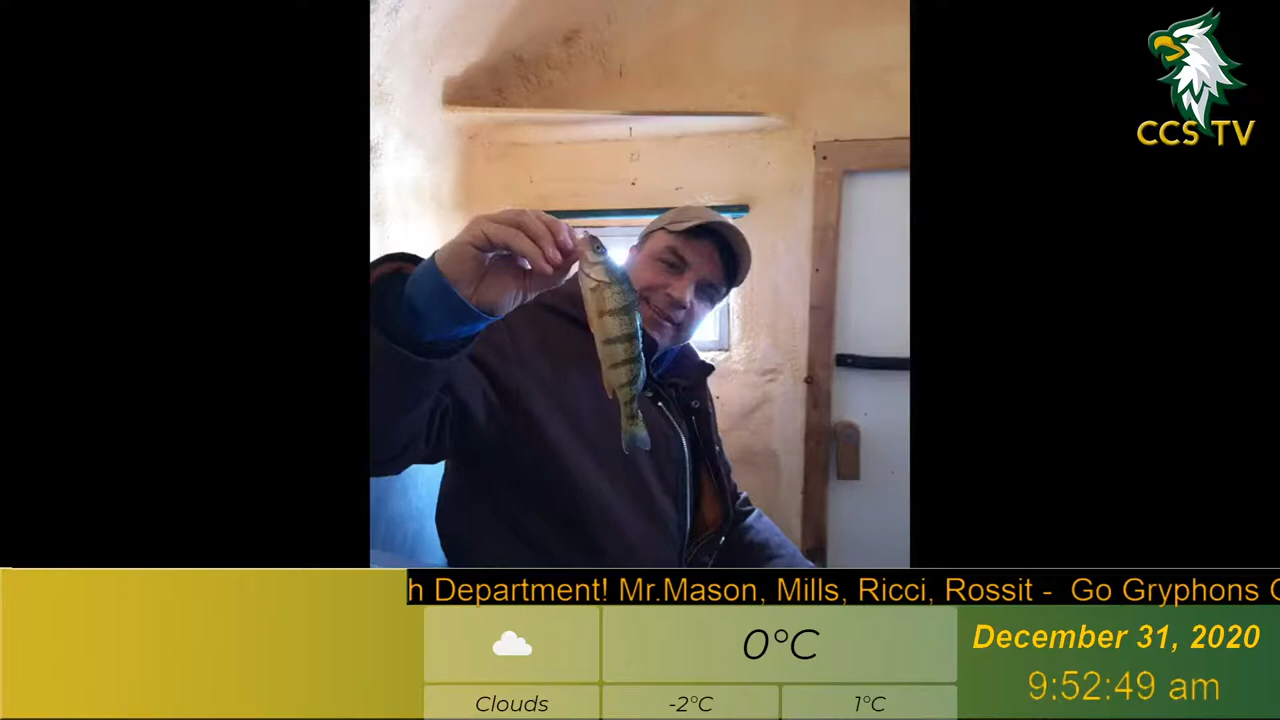 CCS TV
h Department! Mr.Mason, Mills, Ricci, Rossit - Go Gryphons
0°C
December 31, 2020
9:52:49 am
Clouds
-2°C
1°C